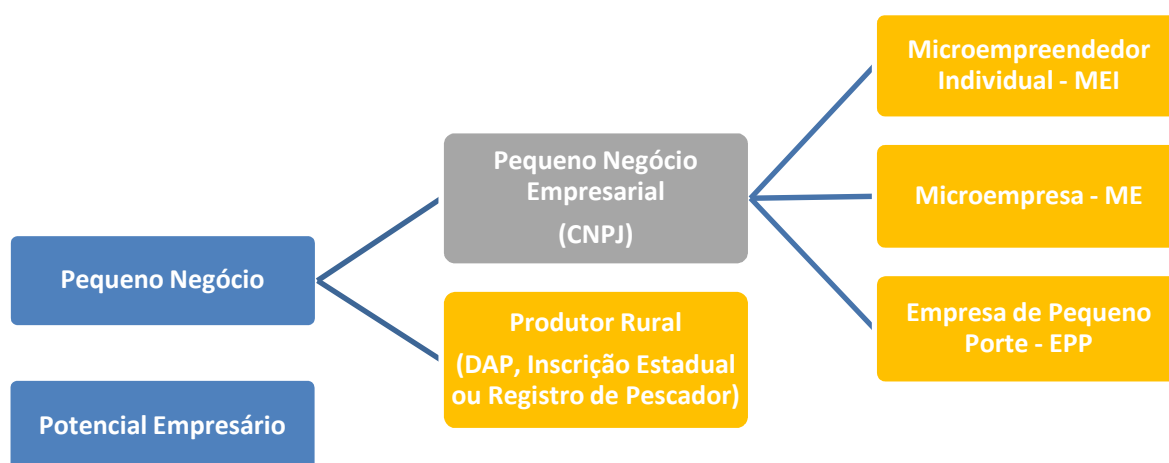 Pequeno Negócio
Potencial Empresário
Pequeno Negócio
Empresarial
(CNPJ)
Produtor Rural
(DAP, Inscrição Estadual
ou Registro de Pescador)
Microempreendedor
Individual - MEI
Microempresa - ME
Empresa de Pequeno
Porte - EPP